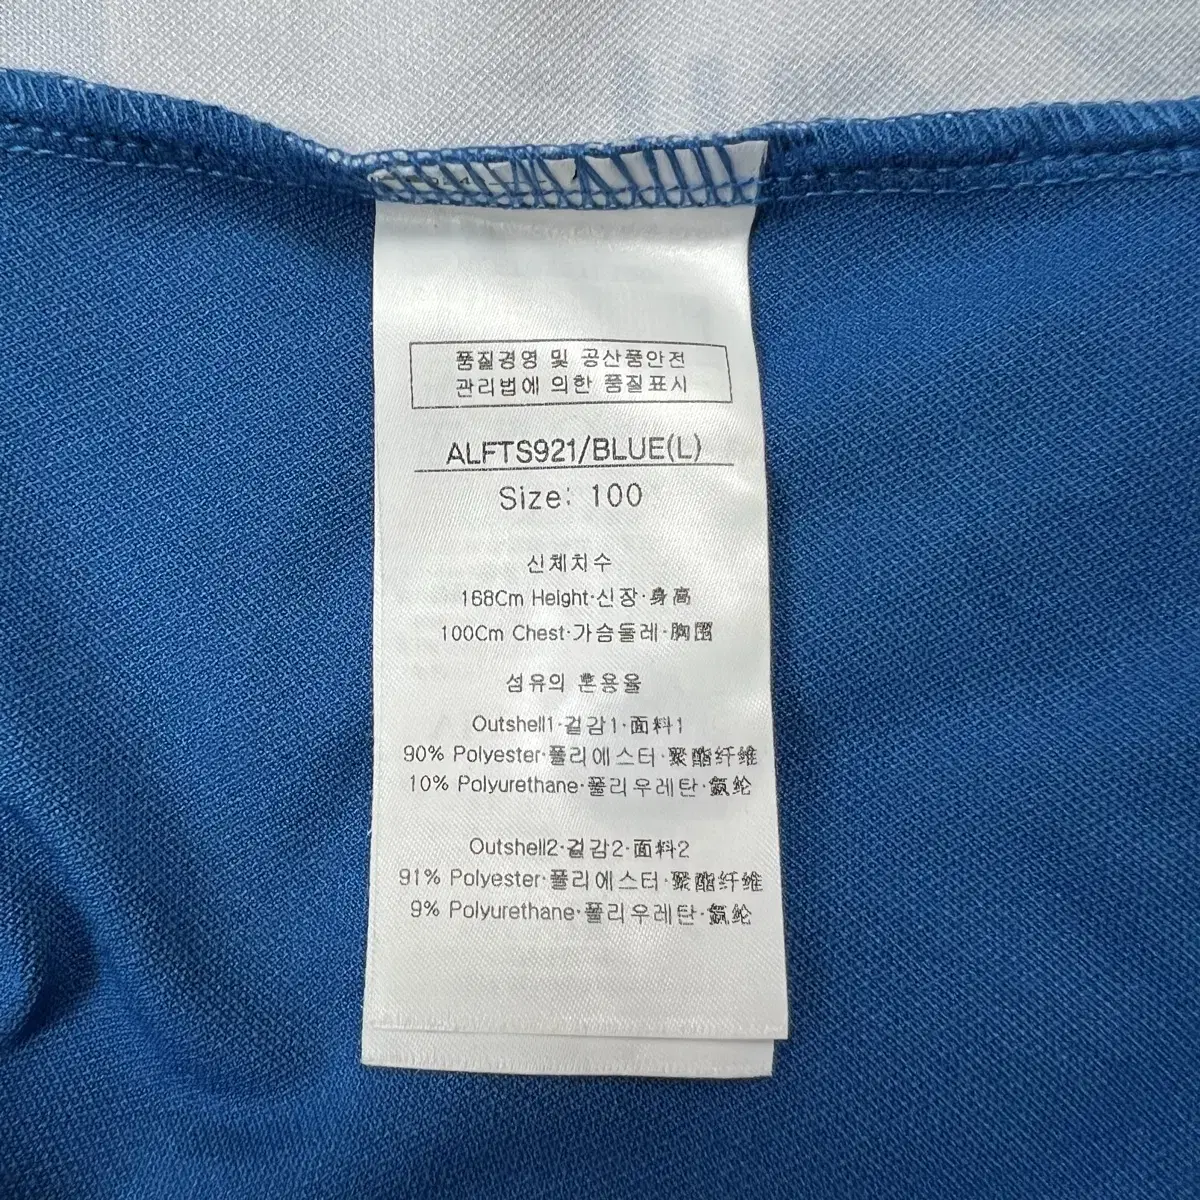 품질경영 및 공산품안전
관리법에 의한 품질표시
ALFTS921/BLUE(L)
Size: 100
신체치수
168Cm Height·신장·身高
100Cm Chest·가슴둘레·胸围
섬유의 혼용율
Outshell1·겉감1·面料1
90% Polyester·폴리에스터·聚酯纤维
10% Polyurethane·폴리우레탄·氨纶
Outshell2·겉감2·面料2
91% Polyester·폴리에스터·聚酯纤维
9% Polyurethane·폴리우레탄·氨纶